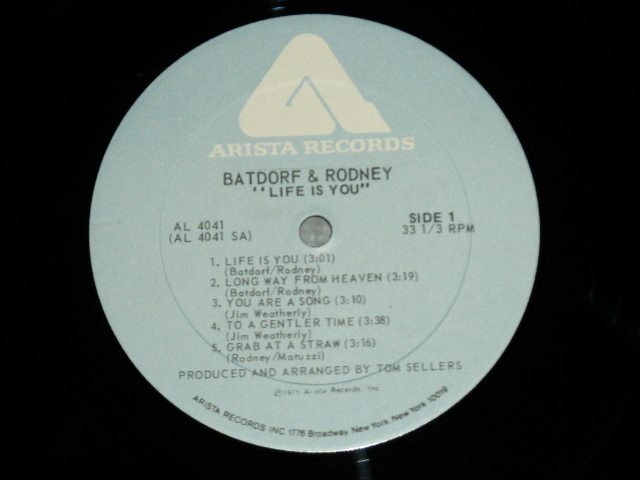 ARISTA RECORDS
BATDORF & RODNEY
"LIFE IS YOU"
AL 4041
(AL 4041 SA)
SIDE 1
33 1/3 RPM
1. LIFE IS YOU (3:01)
(Batdorf/Rodney)
2. LONG WAY FROM HEAVEN (3:19)
(Batdorf/Rodney)
3. YOU ARE A SONG (3:10)
(Jim Weatherly)
4. TO A GENTLER TIME (3:38)
(Jim Weatherly)
5. GRAB AT A STRAW (3:16)
(Rodney/Maruzzi)
PRODUCED AND ARRANGED BY TOM SELLERS
©1975 Arista Records, Inc.
ARISTA RECORDS INC 1776 Broadway, New York, New York 10019